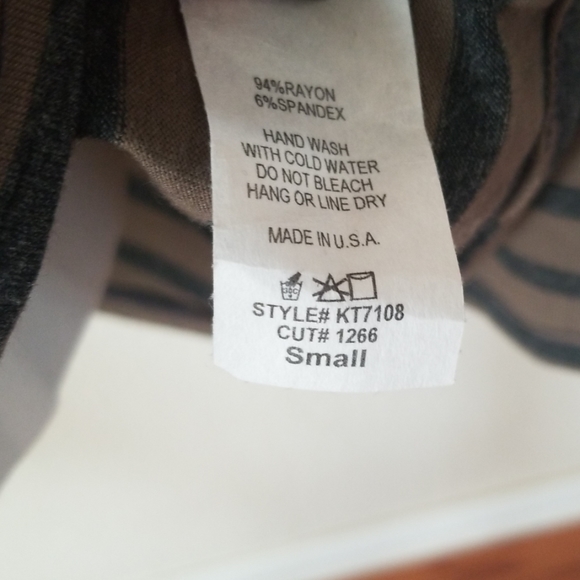 94%RAYON
6%SPANDEX
HAND WASH
WITH COLD WATER
DO NOT BLEACH
HANG OR LINE DRY
MADE IN U.S.A.
STYLE# KT7108
CUT# 1266
Small